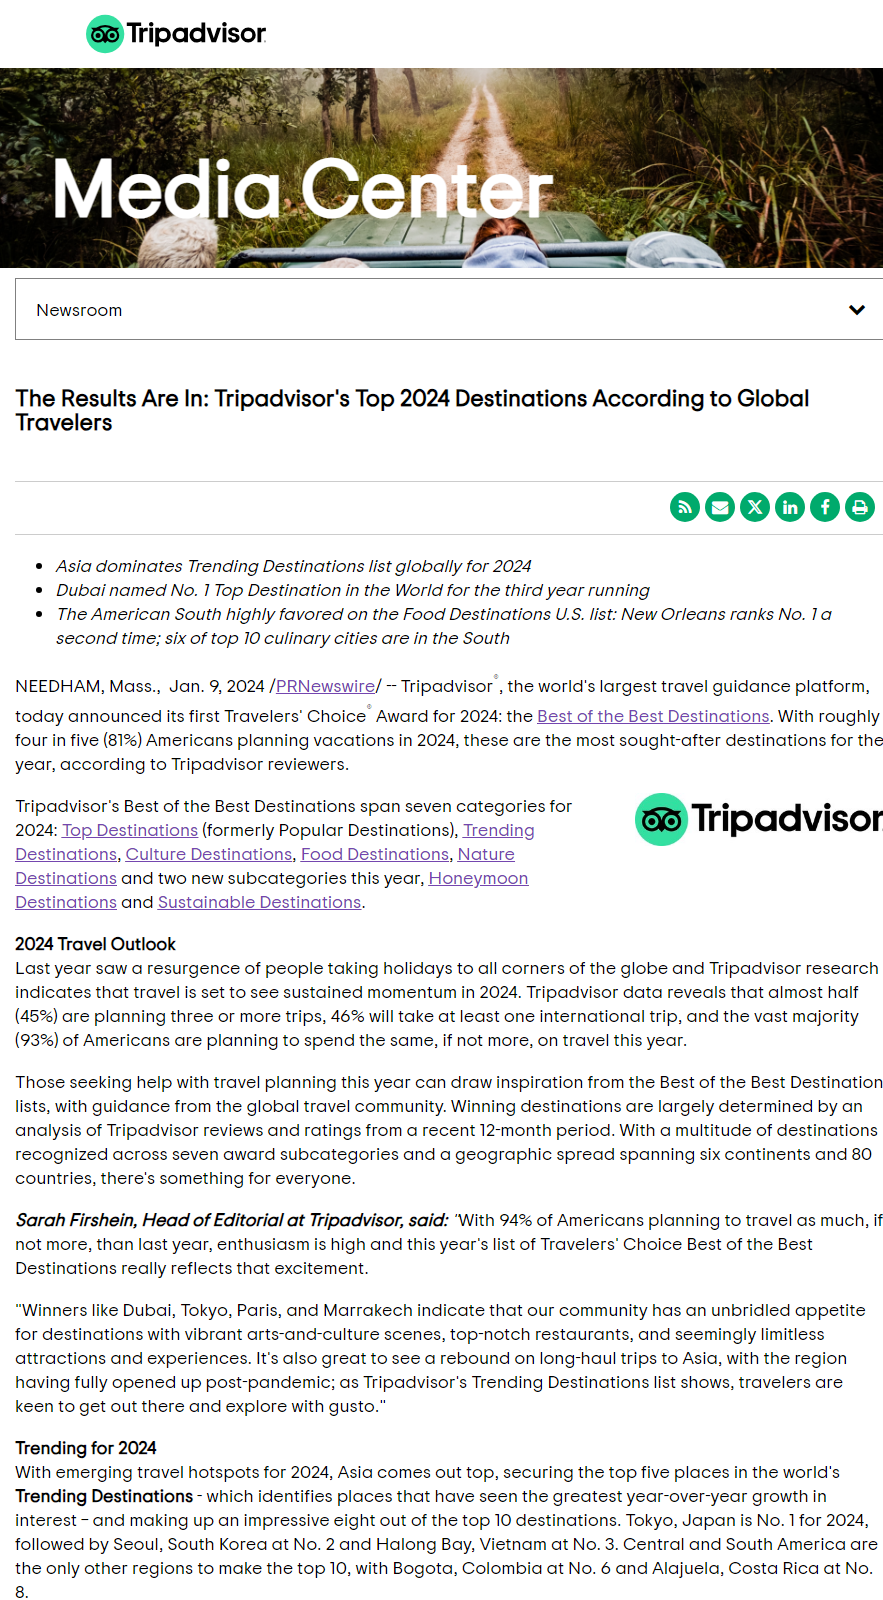 Tripadvisor
Media Center
Newsroom
The Results Are In: Tripadvisor's Top 2024 Destinations According to Global
Travelers
• Asia dominates Trending Destinations list globally for 2024
• Dubai named No. 1 Top Destination in the World for the third year running
• The American South highly favored on the Food Destinations U.S. list: New Orleans ranks No. 1 a
second time; six of top 10 culinary cities are in the South
NEEDHAM, Mass., Jan. 9, 2024 /PRNewswire/ -- Tripadvisor®, the world's largest travel guidance platform,
today announced its first Travelers' Choice® Award for 2024: the Best of the Best Destinations. With roughly
four in five (81%) Americans planning vacations in 2024, these are the most sought-after destinations for the
year, according to Tripadvisor reviewers.
Tripadvisor's Best of the Best Destinations span seven categories for
2024: Top Destinations (formerly Popular Destinations), Trending
Destinations, Culture Destinations, Food Destinations, Nature
Destinations and two new subcategories this year, Honeymoon
Destinations and Sustainable Destinations.
Tripadvisor
2024 Travel Outlook
Last year saw a resurgence of people taking holidays to all corners of the globe and Tripadvisor research
indicates that travel is set to see sustained momentum in 2024. Tripadvisor data reveals that almost half
(45%) are planning three or more trips, 46% will take at least one international trip, and the vast majority
(93%) of Americans are planning to spend the same, if not more, on travel this year.
Those seeking help with travel planning this year can draw inspiration from the Best of the Best Destination
lists, with guidance from the global travel community. Winning destinations are largely determined by an
analysis of Tripadvisor reviews and ratings from a recent 12-month period. With a multitude of destinations
recognized across seven award subcategories and a geographic spread spanning six continents and 80
countries, there's something for everyone.
Sarah Firshein, Head of Editorial at Tripadvisor, said: "With 94% of Americans planning to travel as much, if
not more, than last year, enthusiasm is high and this year's list of Travelers' Choice Best of the Best
Destinations really reflects that excitement.
"Winners like Dubai, Tokyo, Paris, and Marrakech indicate that our community has an unbridled appetite
for destinations with vibrant arts-and-culture scenes, top-notch restaurants, and seemingly limitless
attractions and experiences. It's also great to see a rebound on long-haul trips to Asia, with the region
having fully opened up post-pandemic; as Tripadvisor's Trending Destinations list shows, travelers are
keen to get out there and explore with gusto."
Trending for 2024
With emerging travel hotspots for 2024, Asia comes out top, securing the top five places in the world's
Trending Destinations - which identifies places that have seen the greatest year-over-year growth in
interest – and making up an impressive eight out of the top 10 destinations. Tokyo, Japan is No. 1 for 2024,
followed by Seoul, South Korea at No. 2 and Halong Bay, Vietnam at No. 3. Central and South America are
the only other regions to make the top 10, with Bogota, Colombia at No. 6 and Alajuela, Costa Rica at No.
8.